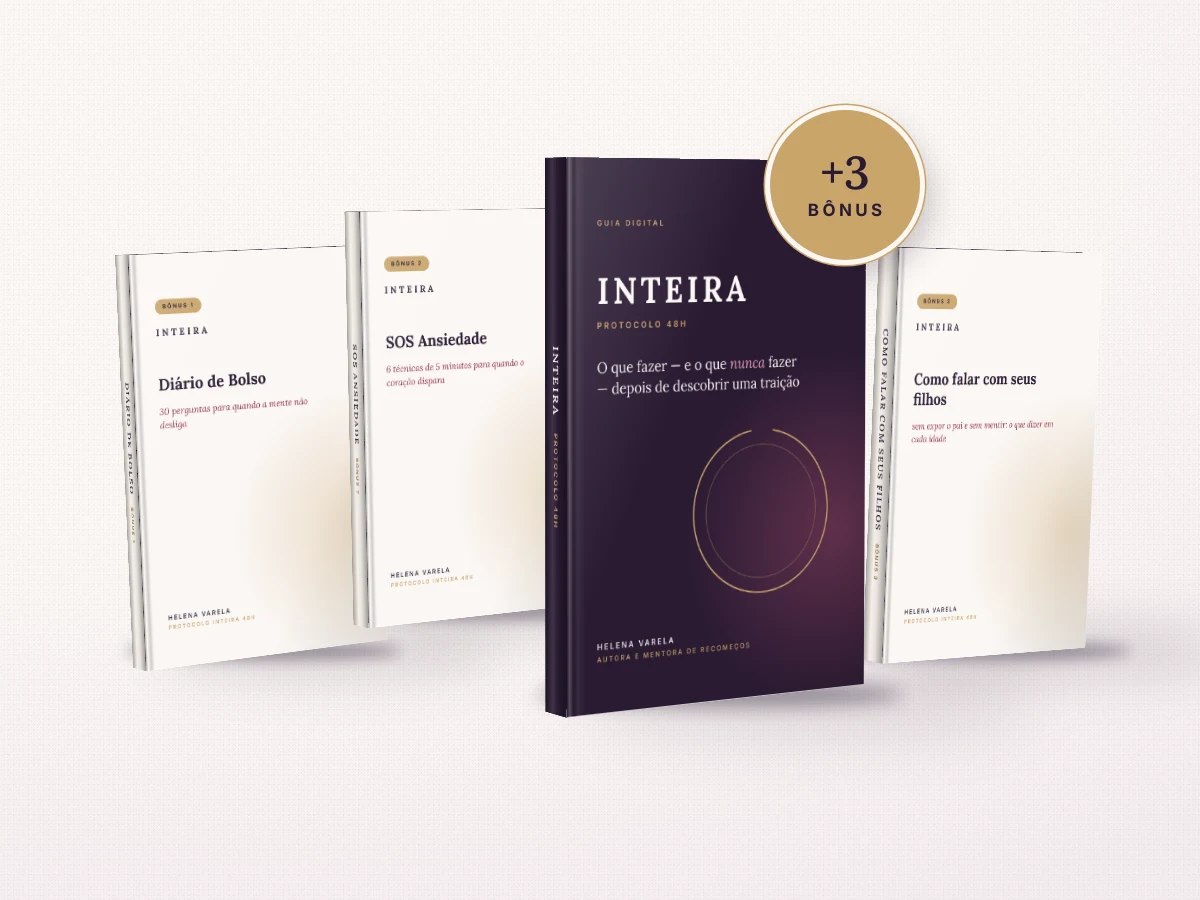 BÔNUS 1
INTEIRA
Diário de Bolso
30 perguntas para quando a mente não
desliga
HELENA VARELA
PROTOCOLO INTEIRA 48H
DIÁRIO DE BOLSO BÔNUS 1
BÔNUS 2
INTEIRA
SOS Ansiedade
6 técnicas de 5 minutos para quando o
coração dispara
HELENA VARELA
PROTOCOLO INTEIRA 48H
SOS ANSIEDADE
GUIA DIGITAL
INTEIRA
PROTOCOLO 48H
O que fazer — e o que nunca fazer
— depois de descobrir uma traição
HELENA VARELA
AUTORA E MENTORA DE RECOMEÇOS
INTEIRA PROTOCOLO 48H
+3
BÔNUS
INTEIRA
Como falar com seus
filhos
sem expor o pai e sem mentir: o que dizer em
cada idade
HELENA VARELA
PROTOCOLO INTEIRA 48H
COMO FALAR COM SEUS FILHOS